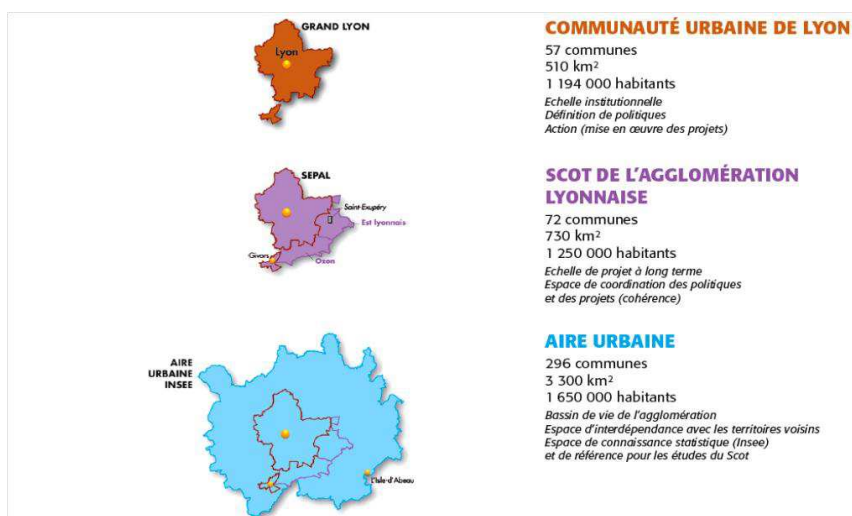 GRAND LYON
Lyon
COMMUNAUTÉ URBAINE DE LYON
57 communes
510 km²
1 194 000 habitants
Echelle institutionnelle
Définition de politiques
Action (mise en œuvre des projets)
SEPAL
Saint-Exupéry
Est lyonnais
Givors
Ozon
SCOT DE L'AGGLOMÉRATION
LYONNAISE
72 communes
730 km²
1 250 000 habitants
Echelle de projet à long terme
Espace de coordination des politiques
et des projets (cohérence)
AIRE
URBAINE
INSEE
L'Isle-d'Abeau
AIRE URBAINE
296 communes
3 300 km²
1 650 000 habitants
Bassin de vie de l'agglomération
Espace d'interdépendance avec les territoires voisins
Espace de connaissance statistique (Insee)
et de référence pour les études du Scot